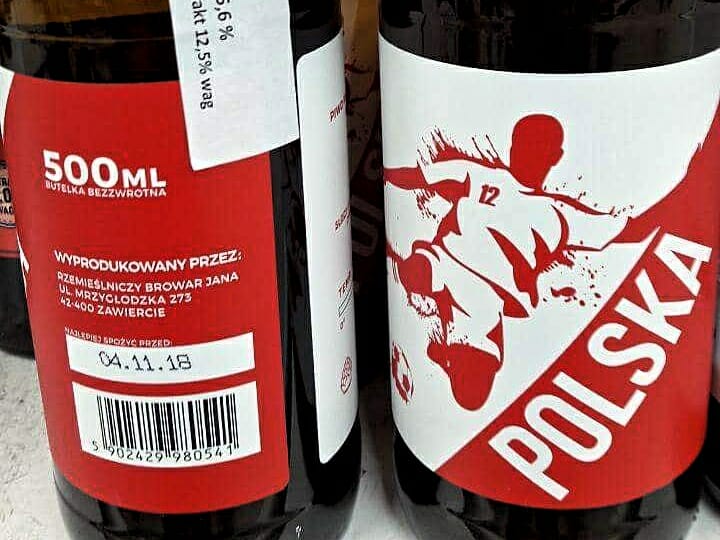 5,6 %
akt 12,5% wag
500ML
BUTELKA BEZZWROTNA
WYPRODUKOWANY PRZEZ:
RZEMIEŚLNICZY BROWAR JANA
UL. MRZYGŁODZKA 273
42-400 ZAWIERCIE
NAJLEPIEJ SPOŻYĆ PRZED:
04.11.18
5 902429 980541
PIWO
12
POLSKA